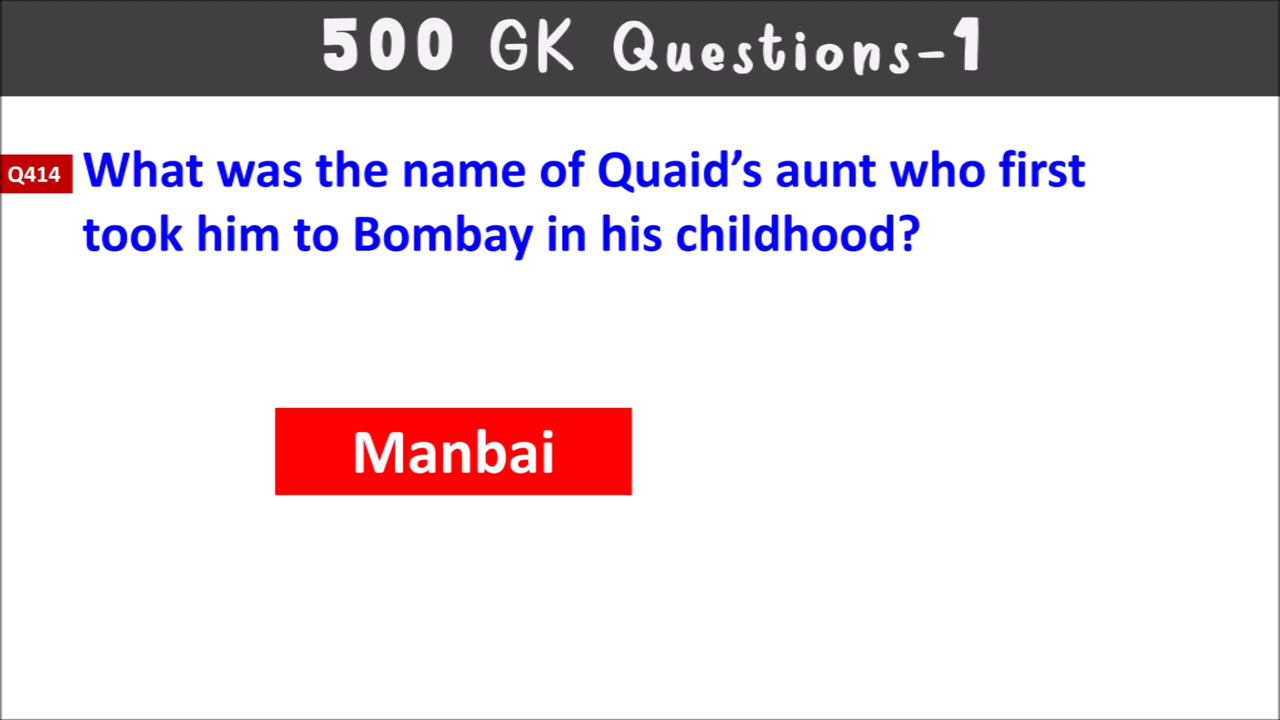 500 GK Questions-1
Q414 What was the name of Quaid’s aunt who first
took him to Bombay in his childhood?
Manbai